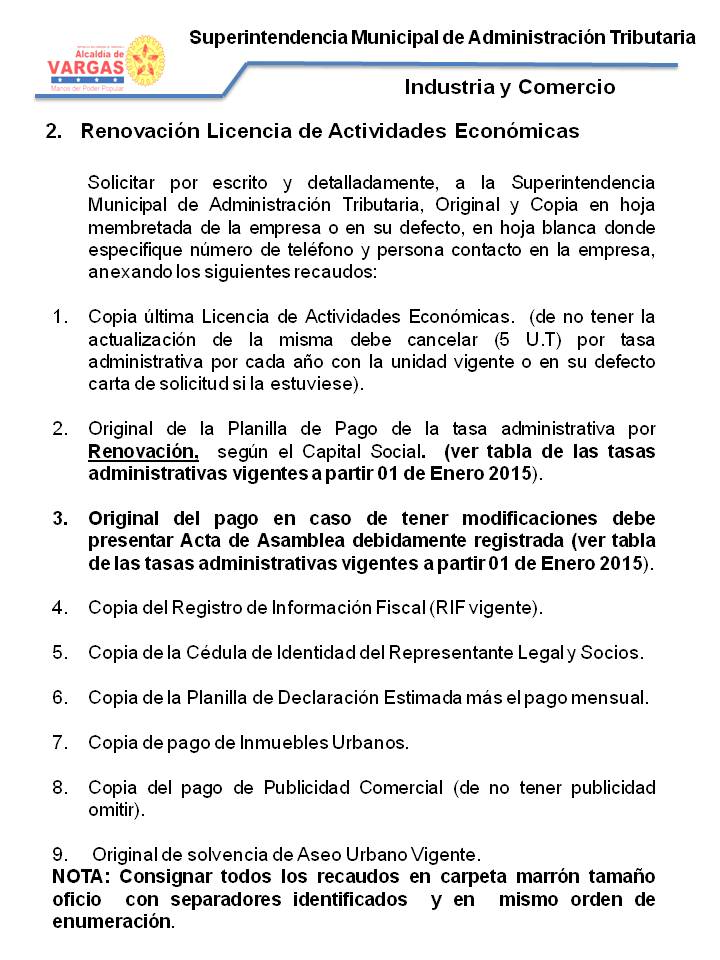 Superintendencia Municipal de Administración Tributaria
Alcaldía de
VARGAS
Manos del Poder Popular
Industria y Comercio
2. Renovación Licencia de Actividades Económicas
Solicitar por escrito y detalladamente, a la Superintendencia
Municipal de Administración Tributaria, Original y Copia en hoja
membretada de la empresa o en su defecto, en hoja blanca donde
especifique número de teléfono y persona contacto en la empresa,
anexando los siguientes recaudos:
1. Copia última Licencia de Actividades Económicas. (de no tener la
actualización de la misma debe cancelar (5 U.T) por tasa
administrativa por cada año con la unidad vigente o en su defecto
carta de solicitud si la estuviese).
2. Original de la Planilla de Pago de la tasa administrativa por
Renovación. según el Capital Social. (ver tabla de las tasas
administrativas vigentes a partir 01 de Enero 2015).
3. Original del pago en caso de tener modificaciones debe
presentar Acta de Asamblea debidamente registrada (ver tabla
de las tasas administrativas vigentes a partir 01 de Enero 2015).
4. Copia del Registro de Información Fiscal (RIF vigente).
5. Copia de la Cédula de Identidad del Representante Legal y Socios.
6. Copia de la Planilla de Declaración Estimada más el pago mensual.
7. Copia de pago de Inmuebles Urbanos.
8. Copia del pago de Publicidad Comercial (de no tener publicidad
omitir).
9. Original de solvencia de Aseo Urbano Vigente.
NOTA: Consignar todos los recaudos en carpeta marrón tamaño
oficio con separadores identificados y en mismo orden de
enumeración.